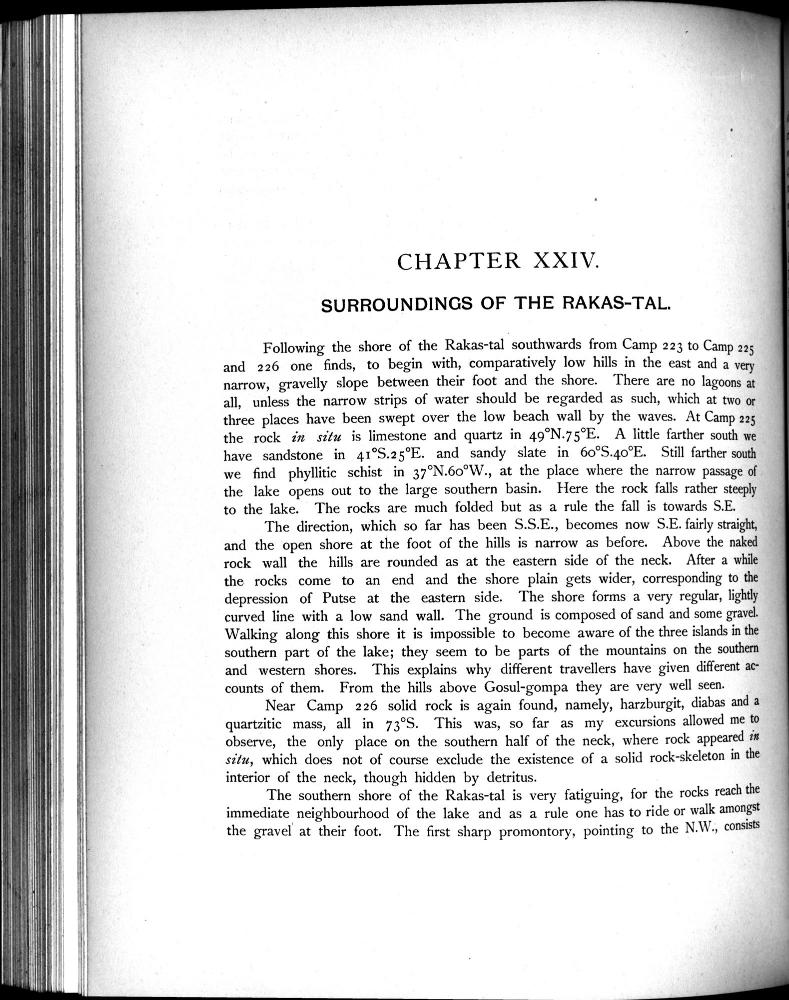 CHAPTER XXIV.
SURROUNDINGS OF THE RAKAS-TAL.
Following the shore of the Rakas-tal southwards from Camp 223 to Camp 225
and 226 one finds, to begin with, comparatively low hills in the east and a very
narrow, gravelly slope between their foot and the shore. There are no lagoons at
all, unless the narrow strips of water should be regarded as such, which at two or
three places have been swept over the low beach wall by the waves. At Camp 225
the rock in situ is limestone and quartz in 49°N.75°E. A little farther south we
have sandstone in 41°S.25°E. and sandy slate in 60°S.40°E. Still farther south
we find phyllitic schist in 37°N.60°W., at the place where the narrow passage of
the lake opens out to the large southern basin. Here the rock falls rather steeply
to the lake. The rocks are much folded but as a rule the fall is towards S.E.
The direction, which so far has been S.S.E., becomes now S.E. fairly straight,
and the open shore at the foot of the hills is narrow as before. Above the naked
rock wall the hills are rounded as at the eastern side of the neck. After a while
the rocks come to an end and the shore plain gets wider, corresponding to the
depression of Putse at the eastern side. The shore forms a very regular, lightly
curved line with a low sand wall. The ground is composed of sand and some gravel.
Walking along this shore it is impossible to become aware of the three islands in the
southern part of the lake; they seem to be parts of the mountains on the southern
and western shores. This explains why different travellers have given different ac-
counts of them. From the hills above Gosul-gompa they are very well seen.
Near Camp 226 solid rock is again found, namely, harzburgit, diabas and a
quartzitic mass, all in 73°S. This was, so far as my excursions allowed me to
observe, the only place on the southern half of the neck, where rock appeared in
situ, which does not of course exclude the existence of a solid rock-skeleton in the
interior of the neck, though hidden by detritus.
The southern shore of the Rakas-tal is very fatiguing, for the rocks reach the
immediate neighbourhood of the lake and as a rule one has to ride or walk amongst
the gravel at their foot. The first sharp promontory, pointing to the N.W., consists